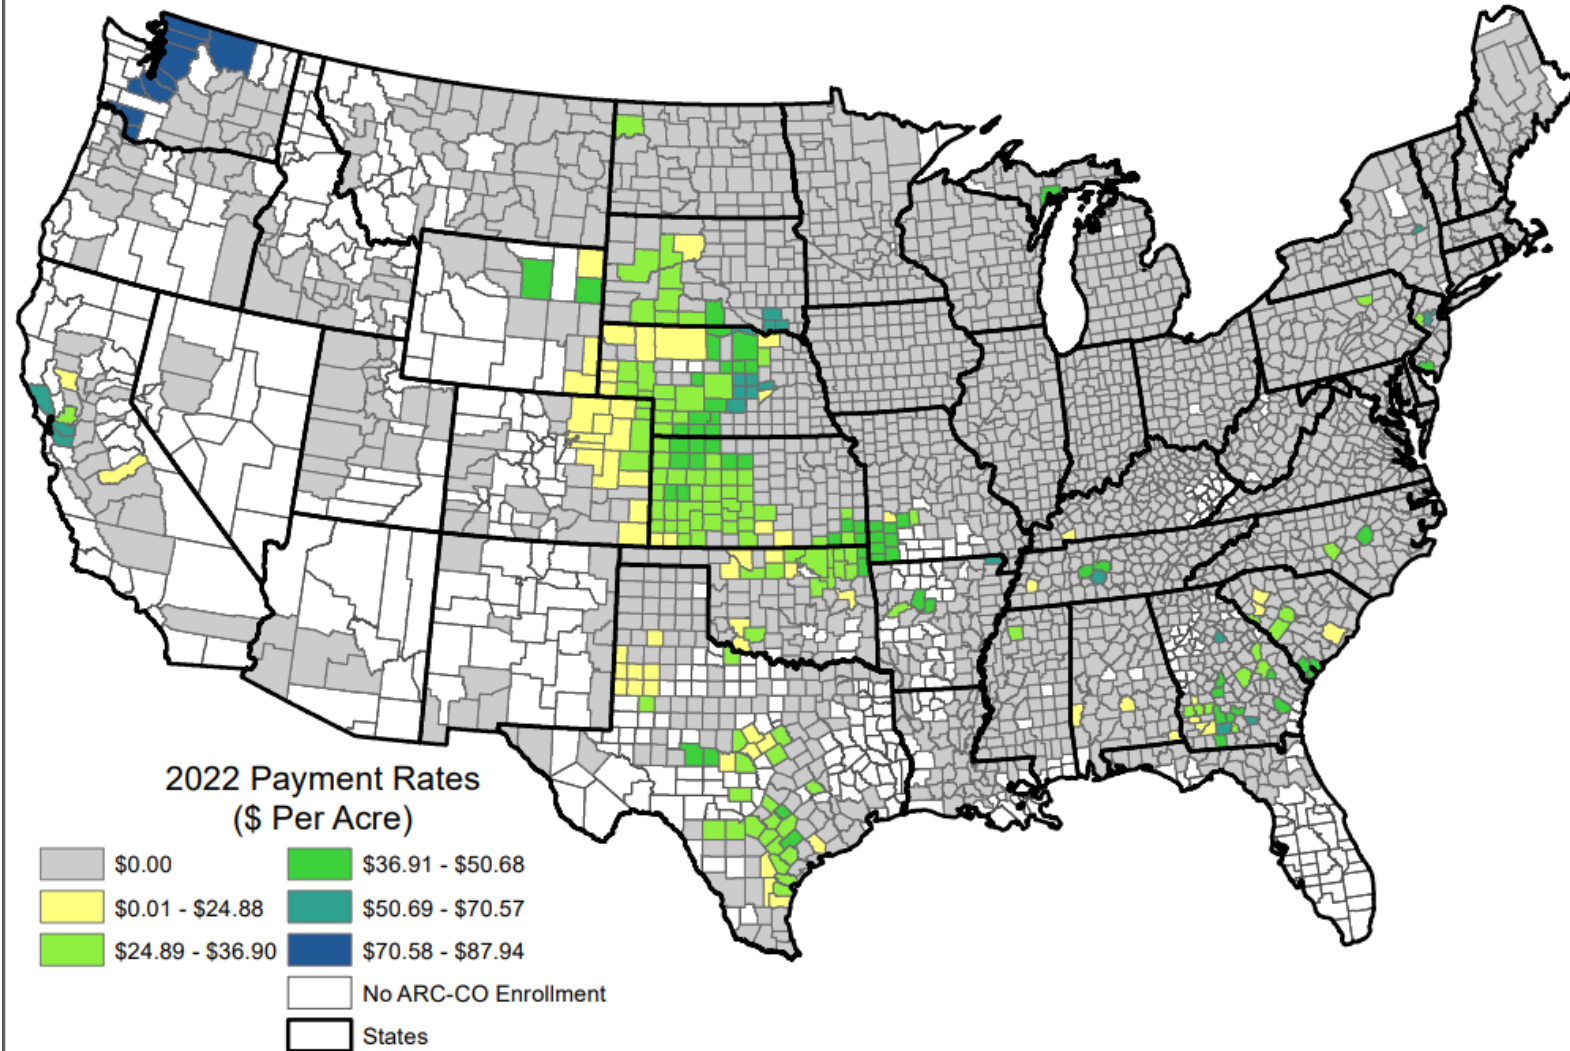 2022 Payment Rates
($ Per Acre)
$0.00
$0.01 - $24.88
$24.89 - $36.90
$36.91 - $50.68
$50.69 - $70.57
$70.58 - $87.94
No ARC-CO Enrollment
States